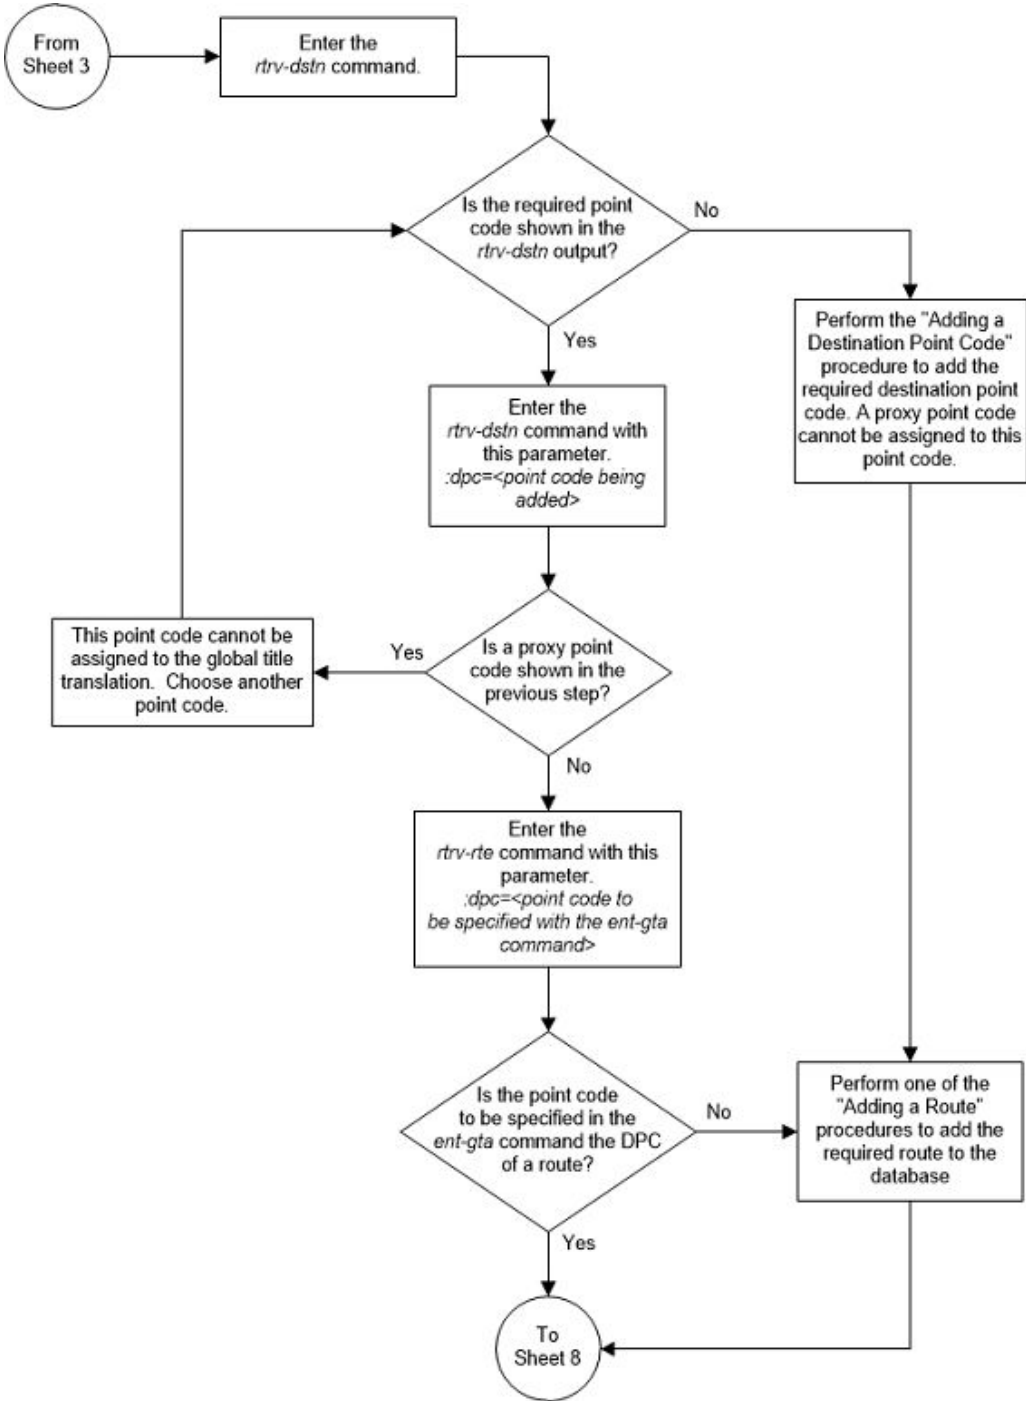 From
Sheet 3
Enter the
rtrv-dstn command.
Is the required point
code shown in the
rtrv-dstn output?
No
Yes
Perform the "Adding a
Destination Point Code"
procedure to add the
required destination point
code. A proxy point code
cannot be assigned to this
point code.
Enter the
rtrv-dstn command with
this parameter.
:dpc=<point code being
added>
This point code cannot be
assigned to the global title
translation. Choose another
point code.
Yes
Is a proxy point
code shown in the
previous step?
No
Enter the
rtrv-rte command with this
parameter.
:dpc=<point code to
be specified with the ent-gta
command>
Is the point code
to be specified in the
ent-gta command the DPC
of a route?
No
Perform one of the
"Adding a Route"
procedures to add the
required route to the
database
Yes
To
Sheet 8